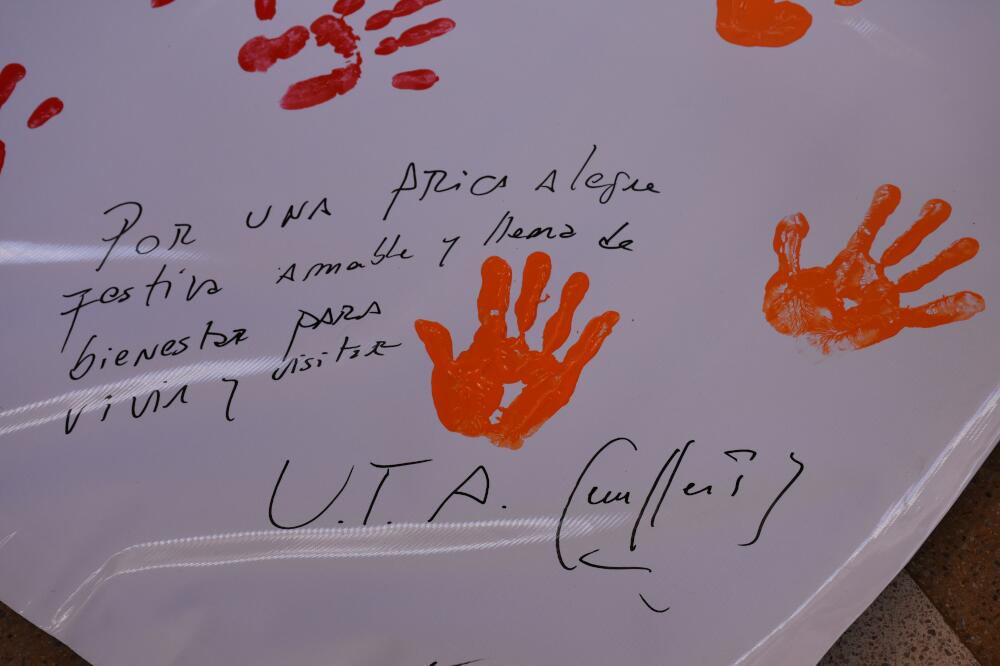 Por una Arica alegre
Festiva amable y llena de
bienestar para
vivir y visitar
U.T.A.